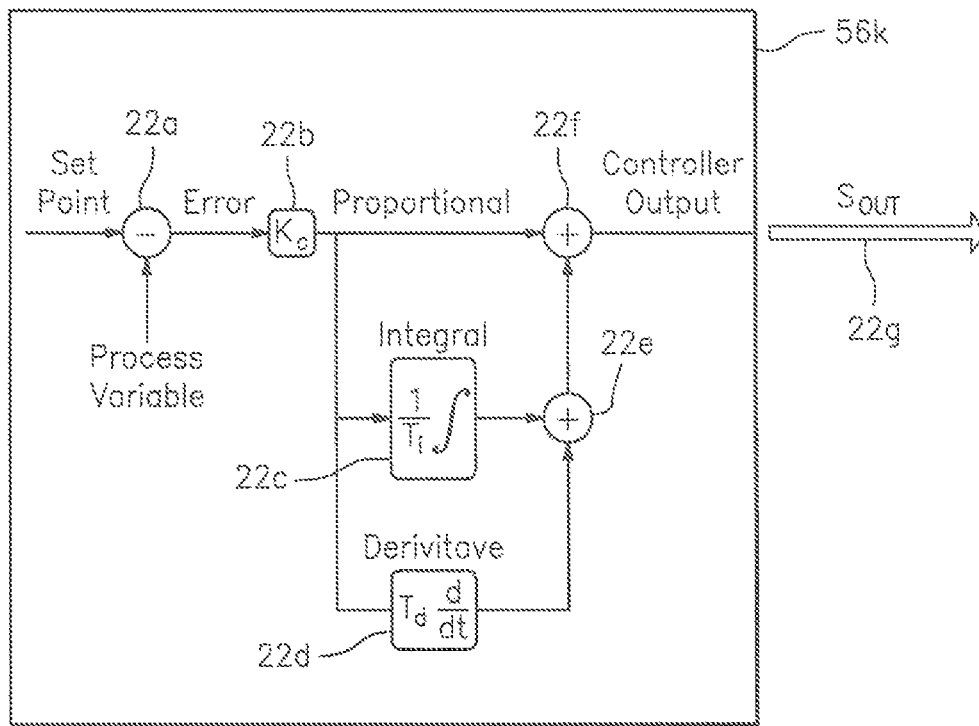 56k
22a
22b
22f
Set
Point
Error
Proportional
Controller
Output
SOUT
−
Kc
+
22g
Process
Variable
Integral
22e
1
TI ∫
+
22c
Derivitave
Td d
dt
22d